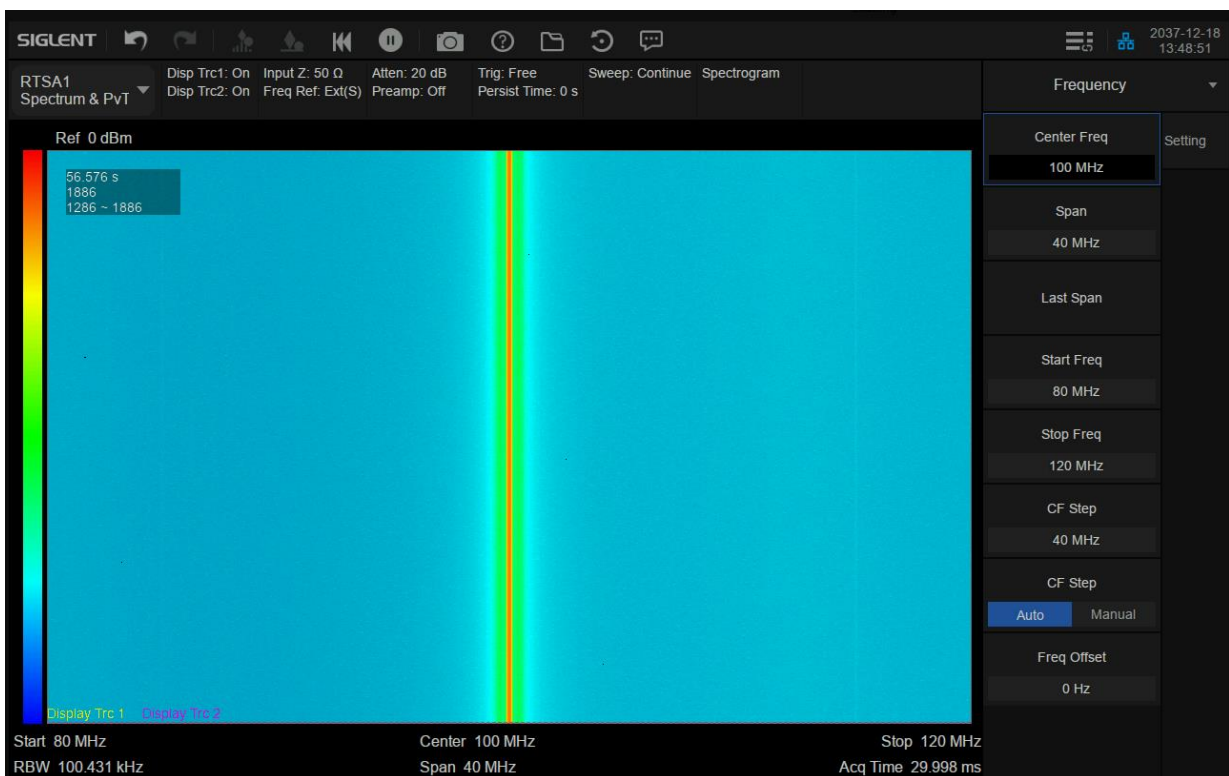 SIGLENT
2037-12-18
13:48:51
RTSA1
Spectrum & PvT
Disp Trc1: On
Disp Trc2: On
Input Z: 50 Ω
Freq Ref: Ext(S)
Atten: 20 dB
Preamp: Off
Trig: Free
Persist Time: 0 s
Sweep: Continue
Spectrogram
Frequency
Ref 0 dBm
56.576 s
1886
1286 ~ 1886
Center Freq
100 MHz
Setting
Span
40 MHz
Last Span
Start Freq
80 MHz
Stop Freq
120 MHz
CF Step
40 MHz
CF Step
Auto Manual
Freq Offset
0 Hz
Display Trc 1 Display Trc 2
Start 80 MHz Center 100 MHz Stop 120 MHz
RBW 100.431 kHz Span 40 MHz Acq Time 29.998 ms